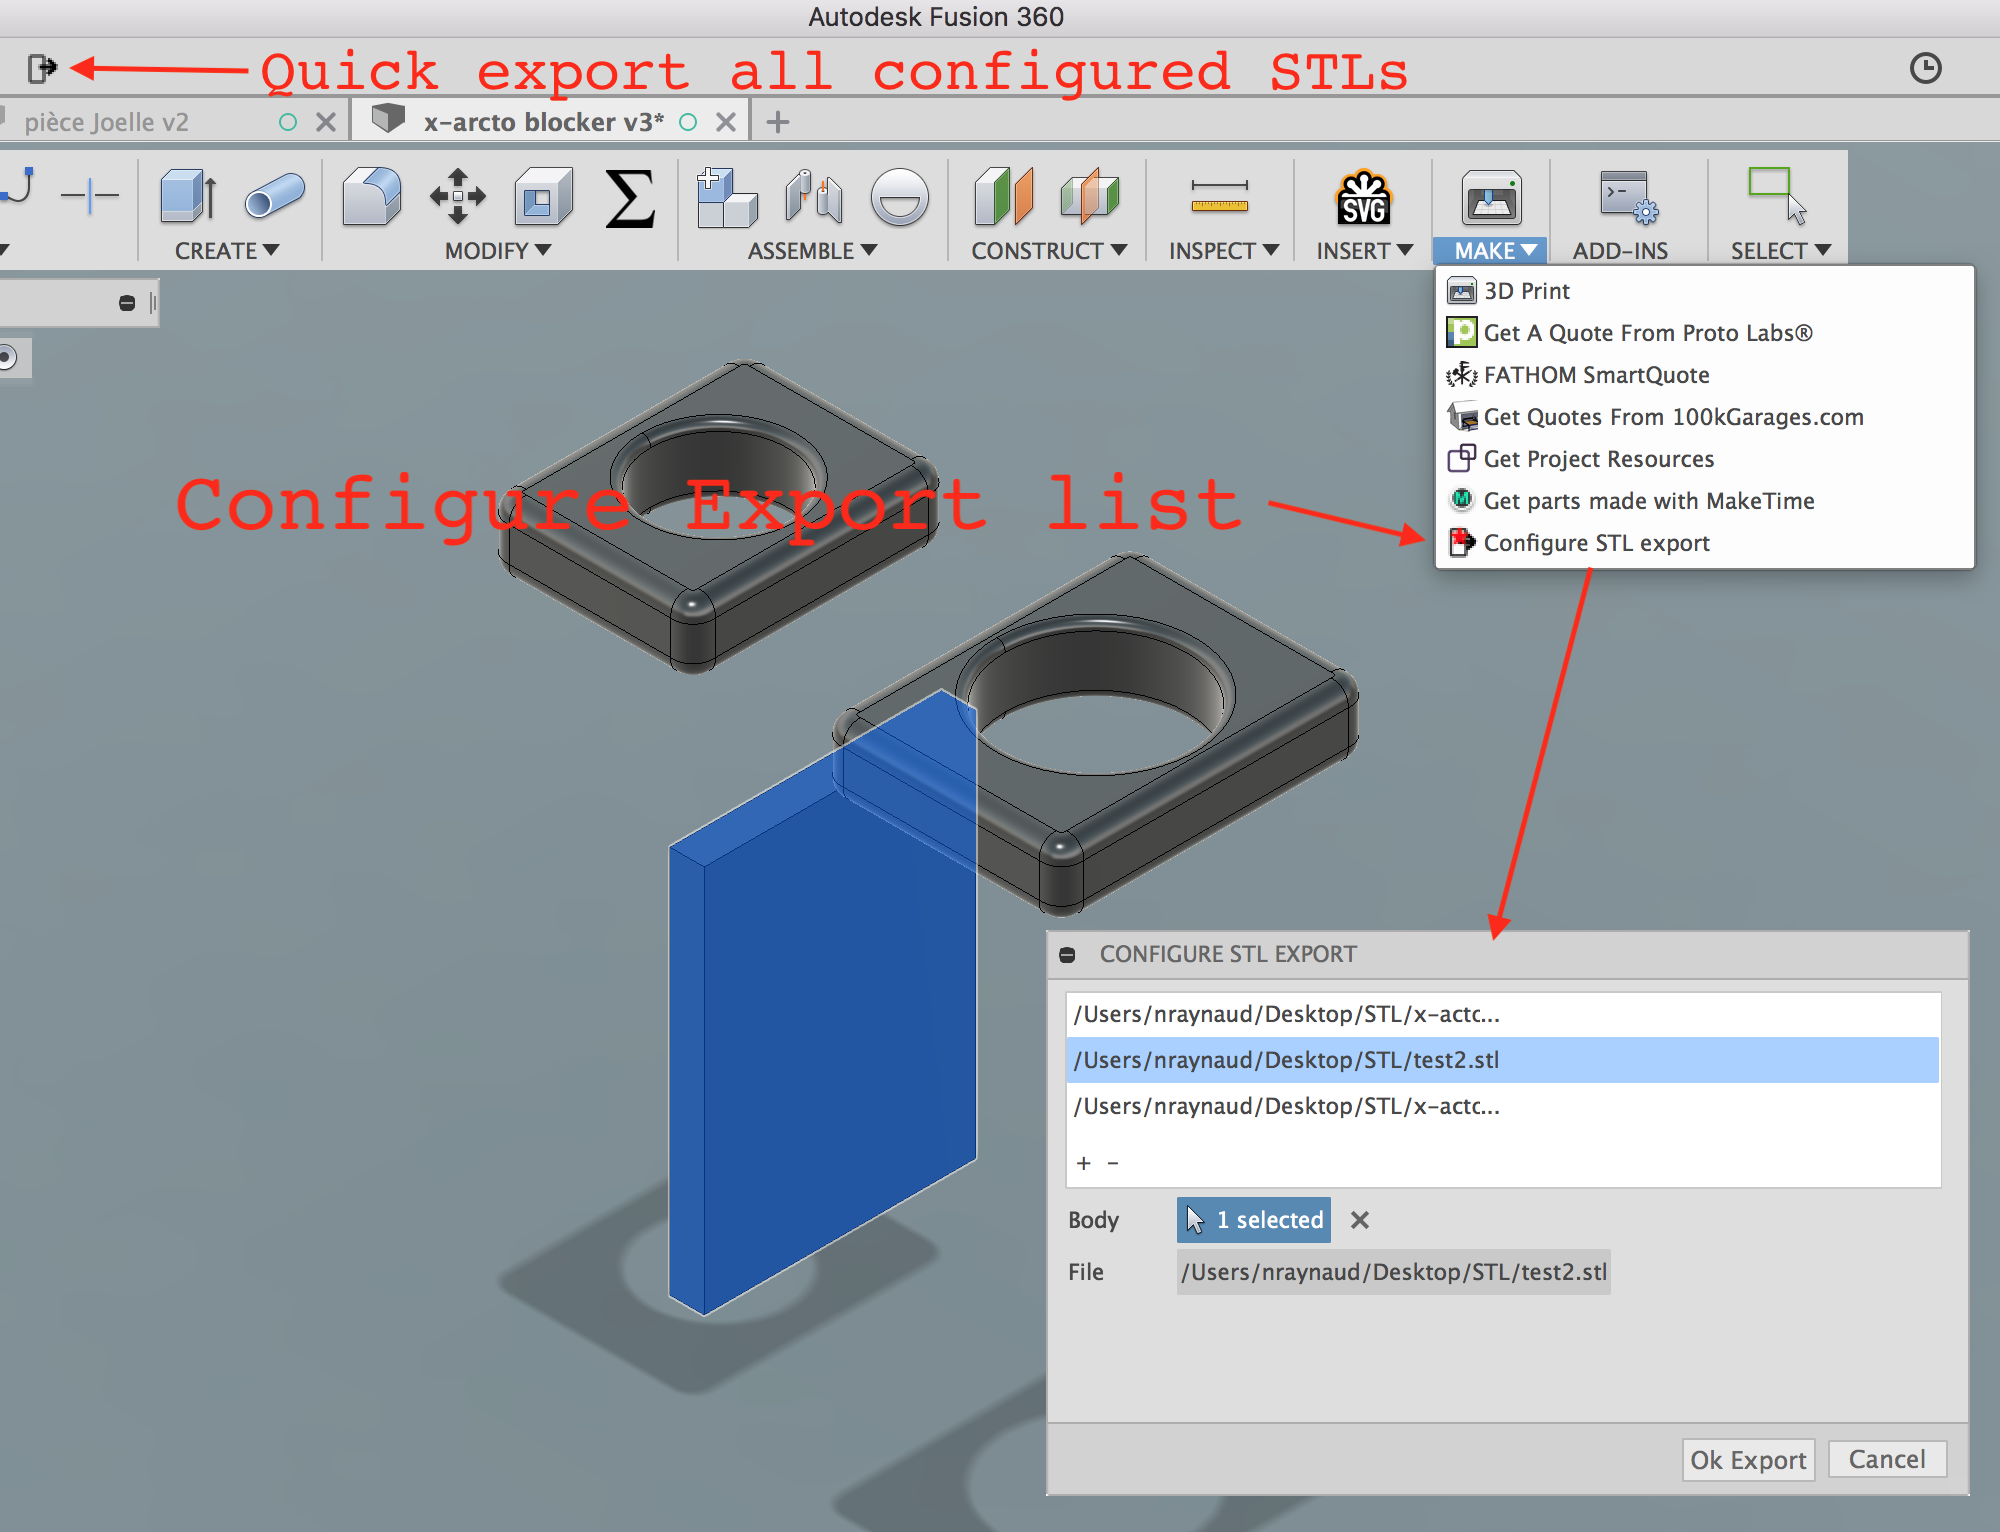 Autodesk Fusion 360
Quick export all configured STLs
pièce Joelle v2
x-arcto blocker v3*
CREATE
MODIFY
ASSEMBLE
CONSTRUCT
INSPECT
SVG
INSERT
MAKE
ADD-INS
SELECT
3D Print
Get A Quote From Proto Labs®
FATHOM SmartQuote
Get Quotes From 100kGarages.com
Get Project Resources
Get parts made with MakeTime
Configure STL export
Configure Export list
CONFIGURE STL EXPORT
/Users/nraynaud/Desktop/STL/x-actc...
/Users/nraynaud/Desktop/STL/test2.stl
/Users/nraynaud/Desktop/STL/x-actc...
+ -
Body 1 selected
File /Users/nraynaud/Desktop/STL/test2.stl
Ok Export Cancel